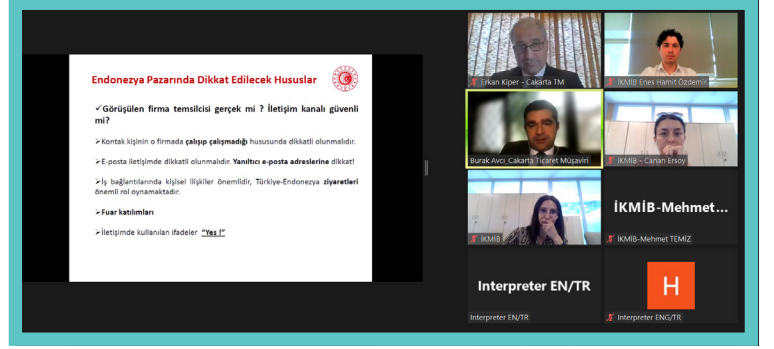 Endonezya Pazarında Dikkat Edilecek Hususlar
✓Görüşülen firma temsilcisi gerçek mi ? İletişim kanalı güvenli
mi?
➢Kontak kişinin o firmada çalışıp çalışmadığı hususunda dikkatli olunmalıdır.
➢E-posta iletişimde dikkatli olunmalıdır. Yanıltıcı e-posta adreslerine dikkat!
➢İş bağlantılarında kişisel ilişkiler önemlidir, Türkiye-Endonezya ziyaretleri
önemli rol oynamaktadır.
➢Fuar katılımları
➢İletişimde kullanılan ifadeler “Yes !”
Erkan Kiper - Cakarta TM
İKMİB Enes Hamit Özdemir
Burak Avcı_Cakarta Ticaret Müşaviri
İKMİB - Canan Ersoy
İKMİB
İKMİB-Mehmet...
İKMİB-Mehmet TEMİZ
Interpreter EN/TR
Interpreter EN/TR
H
Interpreter ENG/TR